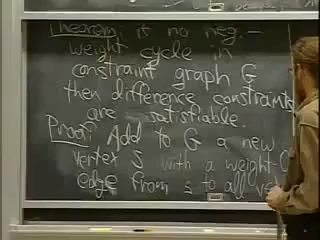 Theorem: if no neg.-
weight cycle in
constraint graph G
then difference constraints
are satisfiable.
Proof: Add to G a new
vertex s with a weight-0
edge from s to all